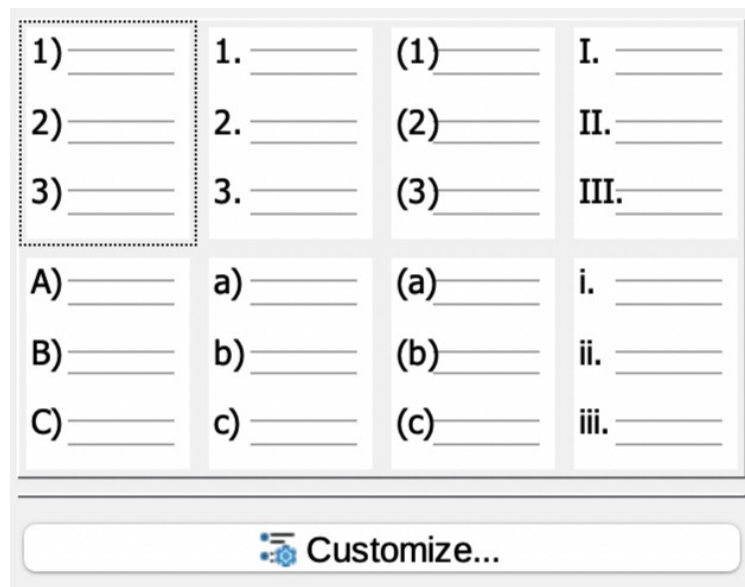 1) 1. (1) I.
2) 2. (2) II.
3) 3. (3) III.
A) a) (a) i.
B) b) (b) ii.
C) c) (c) iii.
Customize...